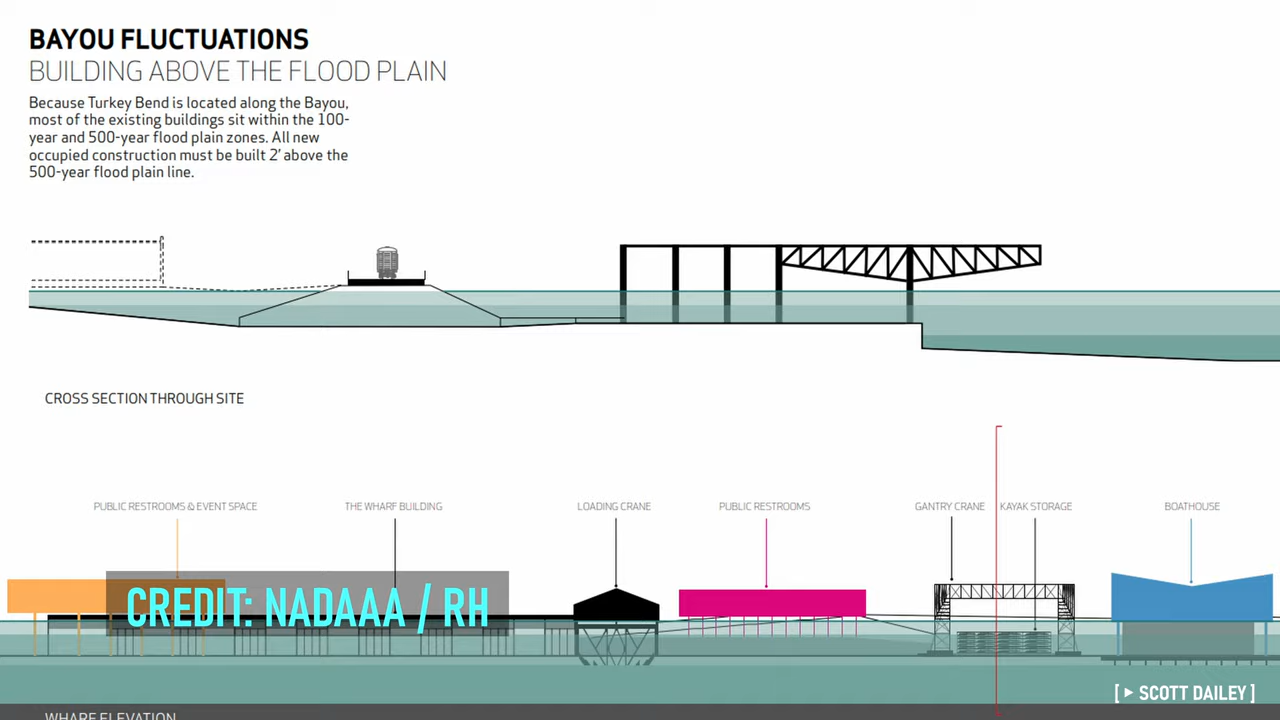 BAYOU FLUCTUATIONS
BUILDING ABOVE THE FLOOD PLAIN
Because Turkey Bend is located along the Bayou,
most of the existing buildings sit within the 100-
year and 500-year flood plain zones. All new
occupied construction must be built 2' above the
500-year flood plain line.
CROSS SECTION THROUGH SITE
PUBLIC RESTROOMS & EVENT SPACE
THE WHARF BUILDING
LOADING CRANE
PUBLIC RESTROOMS
GANTRY CRANE
KAYAK STORAGE
BOATHOUSE
CREDIT: NADAAA / RH
[ ▶ SCOTT DAILEY ]
WHARF ELEVATION